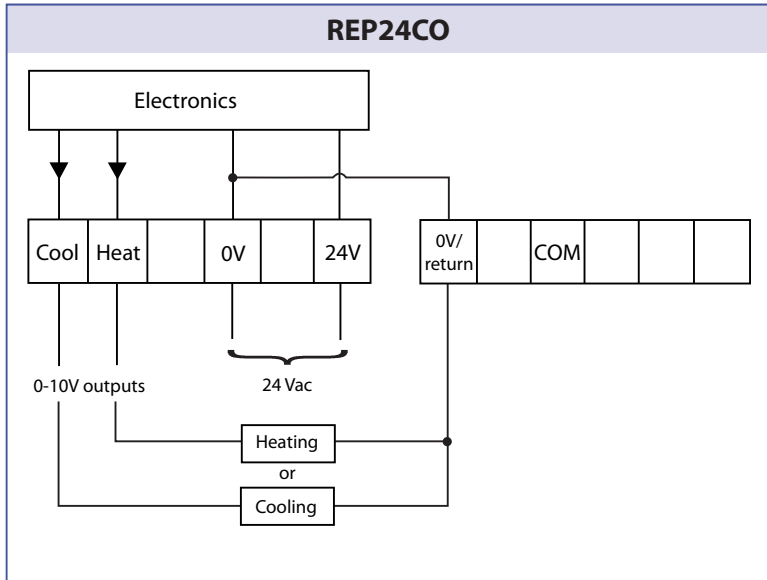 REP24CO
Electronics
Cool
Heat
0V
24V
0V/
return
COM
0-10V outputs
24 Vac
Heating
or
Cooling